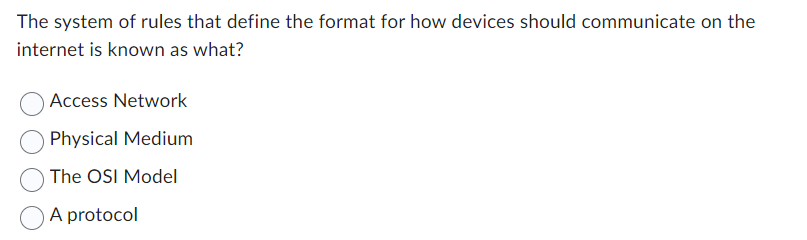 The system of rules that define the format for how devices should communicate on the
internet is known as what?
Access Network
Physical Medium
The OSI Model
A protocol